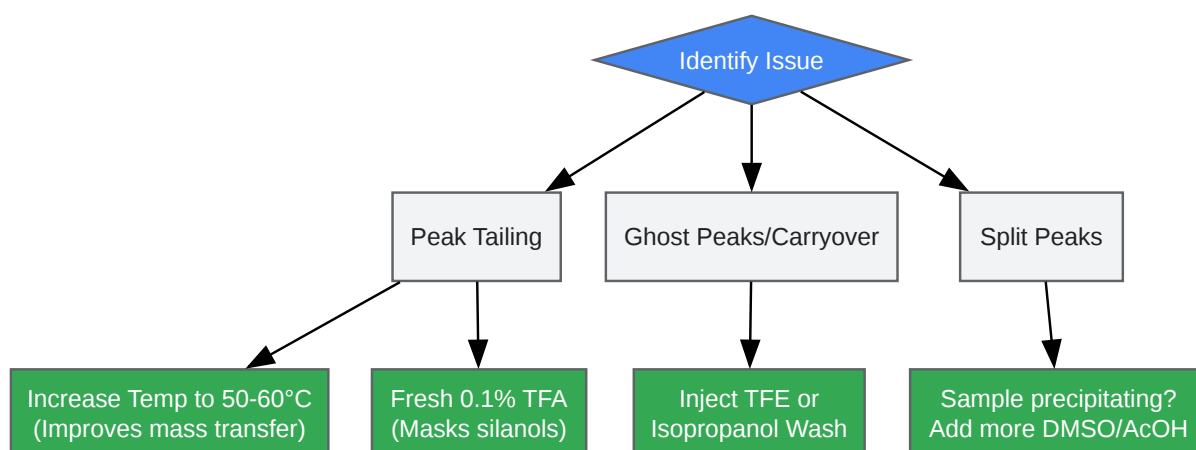 Identify Issue
Peak Tailing
Ghost Peaks/Carryover
Split Peaks
Increase Temp to 50-60°C
(Improves mass transfer)
Fresh 0.1% TFA
(Masks silanols)
Inject TFE or
Isopropanol Wash
Sample precipitating?
Add more DMSO/AcOH